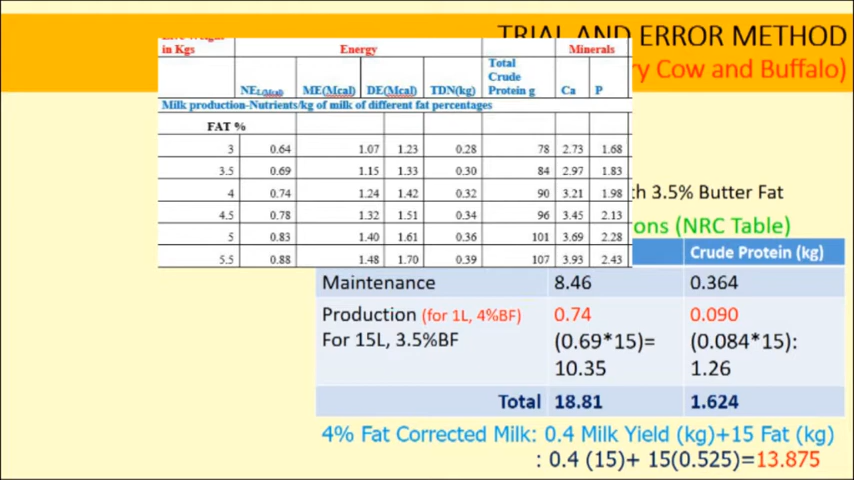 TRIAL AND ERROR METHOD
ry Cow and Buffalo)
in Kgs Energy Minerals
NEL(Mcal) ME(Mcal) DE(Mcal) TDN(kg) Total Crude Protein g Ca P
Milk production-Nutrients/kg of milk of different fat percentages
FAT %
3 0.64 1.07 1.23 0.28 78 2.73 1.68
3.5 0.69 1.15 1.33 0.30 84 2.97 1.83
4 0.74 1.24 1.42 0.32 90 3.21 1.98
4.5 0.78 1.32 1.51 0.34 96 3.45 2.13
5 0.83 1.40 1.61 0.36 101 3.69 2.28
5.5 0.88 1.48 1.70 0.39 107 3.93 2.43
th 3.5% Butter Fat
ons (NRC Table)
Crude Protein (kg)
Maintenance 8.46 0.364
Production (for 1L, 4%BF) 0.74 0.090
For 15L, 3.5%BF (0.69*15)= (0.084*15):
10.35 1.26
Total 18.81 1.624
4% Fat Corrected Milk: 0.4 Milk Yield (kg)+15 Fat (kg)
: 0.4 (15)+ 15(0.525)=13.875